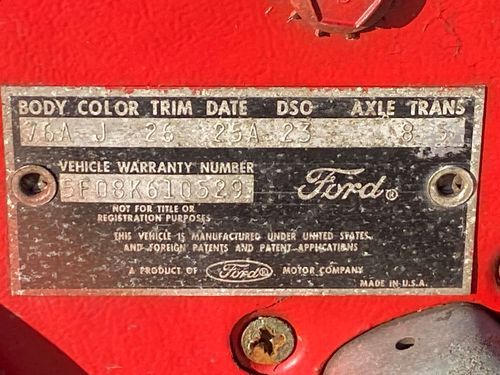 BODY COLOR TRIM DATE DSO AXLE TRANS
76A J 26 25A 23 8 5
VEHICLE WARRANTY NUMBER
5F08K610529
Ford®
NOT FOR TITLE OR
REGISTRATION PURPOSES
THIS VEHICLE IS MANUFACTURED UNDER UNITED STATES
AND FOREIGN PATENTS AND PATENT APPLICATIONS
A PRODUCT OF Ford® MOTOR COMPANY
MADE IN U.S.A.